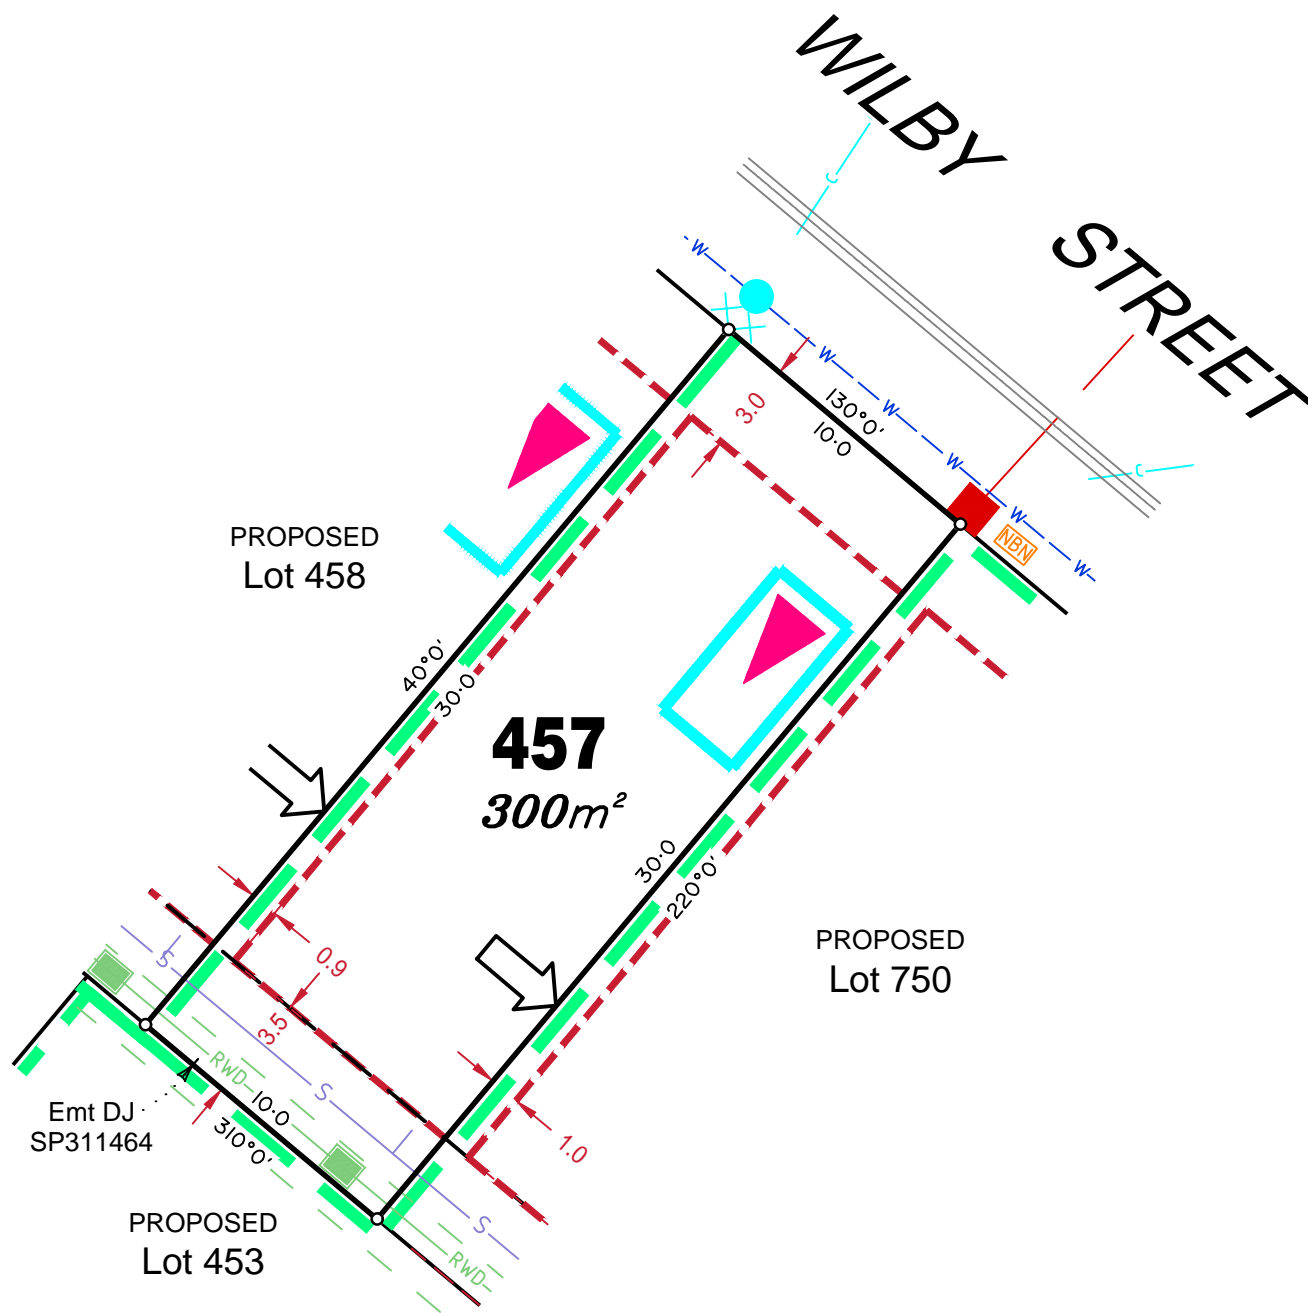 WILBY STREET
C
W
3.0
130°0'
10·0
W
W
W
C
W
NBN
W
PROPOSED
Lot 458
40°0'
30·0
457
300m²
30·0
220°0'
PROPOSED
Lot 750
0.9
3.5
S
RWD
S
10·0
310°0'
1.0
Emt DJ
SP311464
S
RWD
PROPOSED
Lot 453